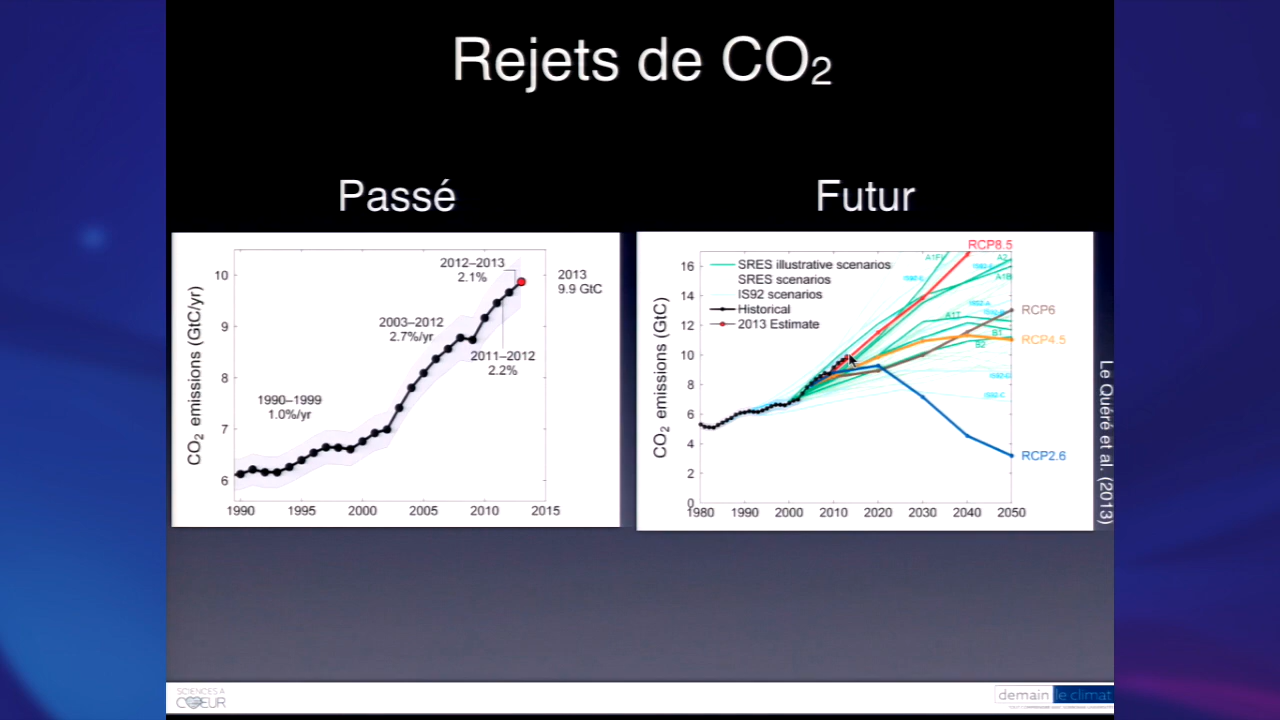 Rejets de CO₂
Passé
Futur
CO₂ emissions (GtC/yr)
10
9
8
7
6
1990
1995
2000
2005
2010
2015
2012–2013
2.1%
2013
9.9 GtC
2003–2012
2.7%/yr
2011–2012
2.2%
1990–1999
1.0%/yr
CO₂ emissions (GtC)
16
14
12
10
8
6
4
2
0
1980
1990
2000
2010
2020
2030
2040
2050
SRES illustrative scenarios
SRES scenarios
IS92 scenarios
Historical
2013 Estimate
RCP8.5
A1FI
A2
A1B
A1T
B1
B2
IS92-A
IS92-C
RCP6
RCP4.5
RCP2.6
Le Quéré et al. (2013)
SCIENCES A
CŒUR
demain le climat